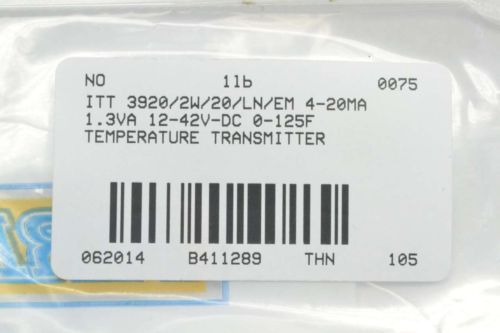 NO 1lb 0075
ITT 3920/2W/20/LN/EM 4-20MA
1.3VA 12-42V-DC 0-125F
TEMPERATURE TRANSMITTER
062014 B411289 THN 105